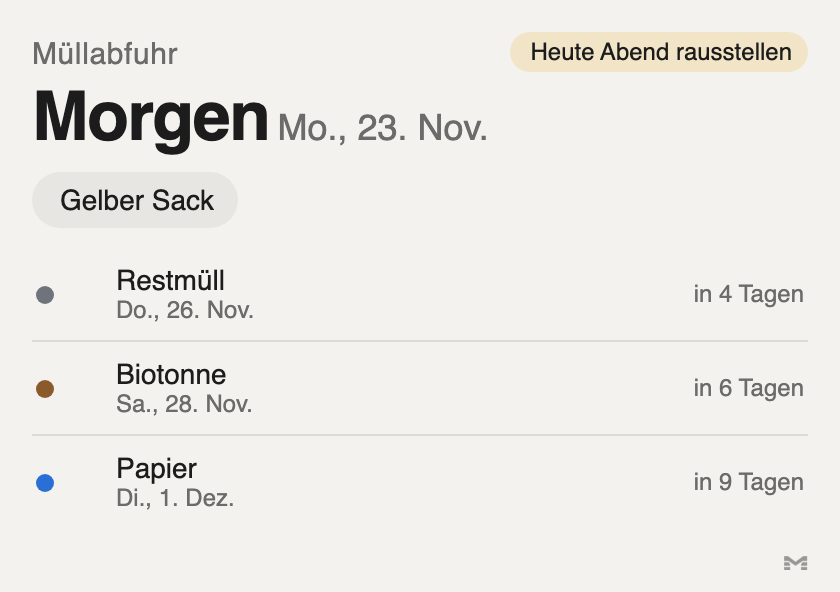 Müllabfuhr
Heute Abend rausstellen
Morgen Mo., 23. Nov.
Gelber Sack
Restmüll
Do., 26. Nov.
in 4 Tagen
Biotonne
Sa., 28. Nov.
in 6 Tagen
Papier
Di., 1. Dez.
in 9 Tagen